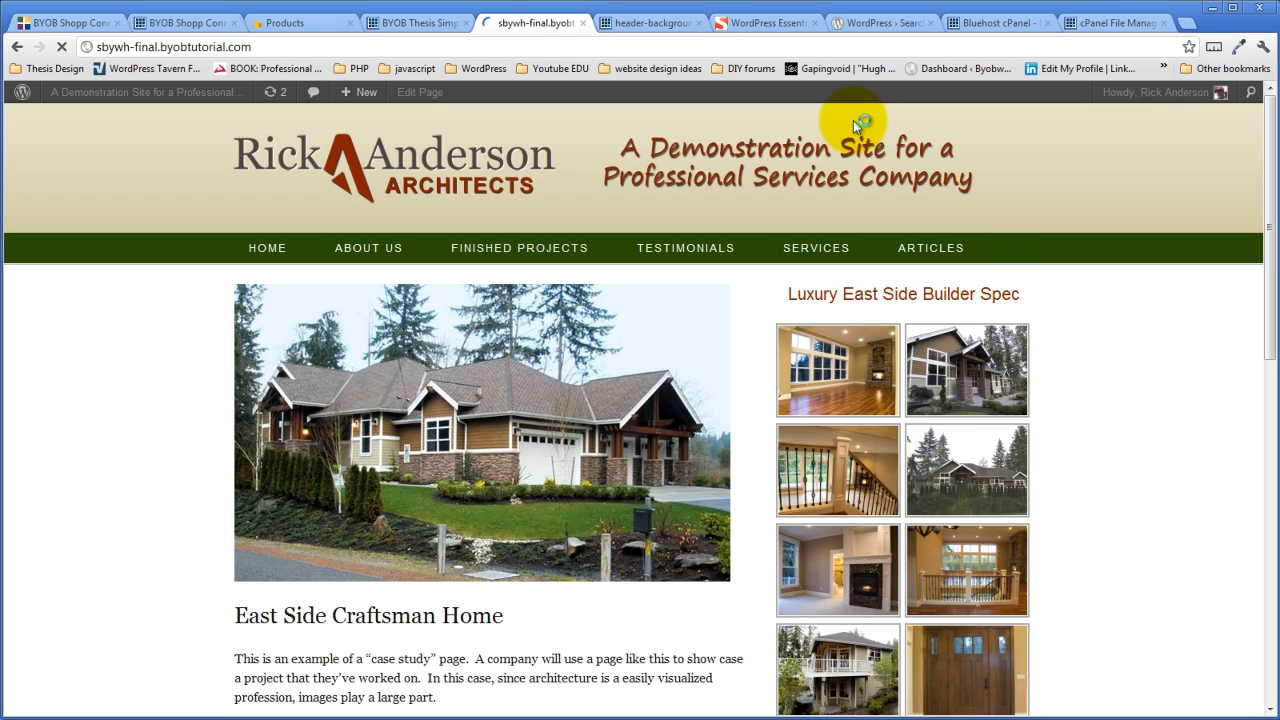 BYOB Shopp Conr
BYOB Shopp Conr
Products
BYOB Thesis Simp
sbywh-final.byobt
header-backgrour
WordPress Essenti
WordPress › Searc
Bluehost cPanel -
cPanel File Manag
sbywh-final.byobtutorial.com
Thesis Design
WordPress Tavern F...
BOOK: Professional ...
PHP
javascript
WordPress
Youtube EDU
website design ideas
DIY forums
Gapingvoid | "Hugh ...
Dashboard ‹ Byobw...
Edit My Profile | Link...
»
Other bookmarks
A Demonstration Site for a Professional...
2
+ New
Edit Page
Howdy, Rick Anderson
Rick A Anderson
ARCHITECTS
A Demonstration Site for a
Professional Services Company
HOME
ABOUT US
FINISHED PROJECTS
TESTIMONIALS
SERVICES
ARTICLES
Luxury East Side Builder Spec
East Side Craftsman Home
This is an example of a “case study” page. A company will use a page like this to show case
a project that they’ve worked on. In this case, since architecture is a easily visualized
profession, images play a large part.